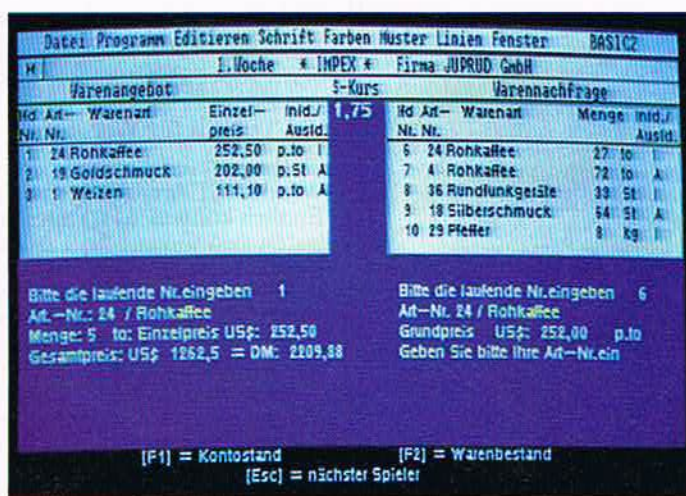 Datei Programm Editieren Schrift Farben Muster Linien Fenster BASIC2
1.Woche * IMPEX * Firma JUPRUD GmbH
Warenangebot $-Kurs Warennachfrage
lfd Art— Warenart Einzel— Inld./ 1,75 lfd Art— Warenart Menge Inld./
Nr. Nr. preis Ausld. Nr. Nr. Ausld.
1 24 Rohkaffee 252,50 p.to I 6 24 Rohkaffee 27 to I
2 19 Goldschmuck 202,00 p.St A 7 4 Rohkaffee 72 to A
3 1 Weizen 111,10 p.to A 8 36 Rundfunkgeräte 33 St I
9 18 Silberschmuck 64 St A
10 29 Pfeffer 8 kg I
Bitte die laufende Nr.eingeben 1 Bitte die laufende Nr.eingeben 6
Art.—Nr.: 24 / Rohkaffee Art—Nr. 24 / Rohkaffee
Menge: 5 to: Einzelpreis US$: 252,50 Grundpreis US$: 252,00 p.to
Gesamtpreis: US$ 1262,5 = DM: 2209,88 Geben Sie bitte Ihre Art—Nr.ein
[F1] = Kontostand [F2] = Warenbestand
[Esc] = nächster Spieler